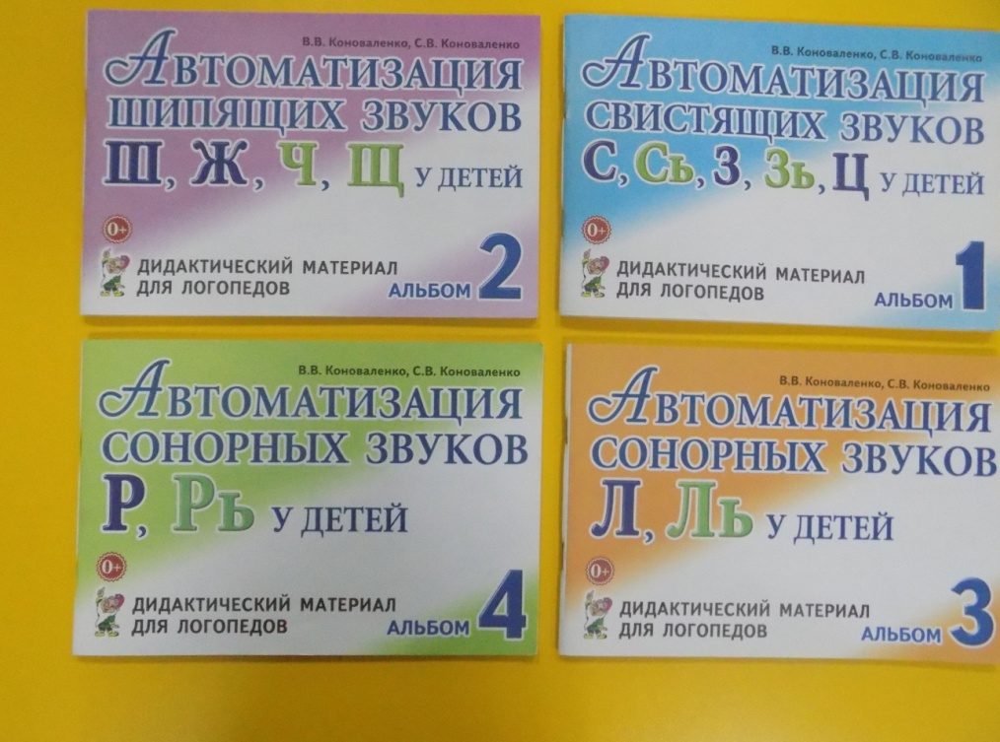 В.В. Коноваленко, С.В. Коноваленко
Автоматизация
шипящих звуков
Ш, Ж, Ч, Щ у детей
0+
ДИДАКТИЧЕСКИЙ МАТЕРИАЛ
ДЛЯ ЛОГОПЕДОВ
АЛЬБОМ 2
В.В. Коноваленко, С.В. Коноваленко
Автоматизация
свистящих звуков
С, Сь, З, Зь, Ц у детей
0+
ДИДАКТИЧЕСКИЙ МАТЕРИАЛ
ДЛЯ ЛОГОПЕДОВ
АЛЬБОМ 1
В.В. Коноваленко, С.В. Коноваленко
Автоматизация
сонорных звуков
Р, Рь у детей
0+
ДИДАКТИЧЕСКИЙ МАТЕРИАЛ
ДЛЯ ЛОГОПЕДОВ
АЛЬБОМ 4
В.В. Коноваленко, С.В. Коноваленко
Автоматизация
сонорных звуков
Л, Ль у детей
0+
ДИДАКТИЧЕСКИЙ МАТЕРИАЛ
ДЛЯ ЛОГОПЕДОВ
АЛЬБОМ 3